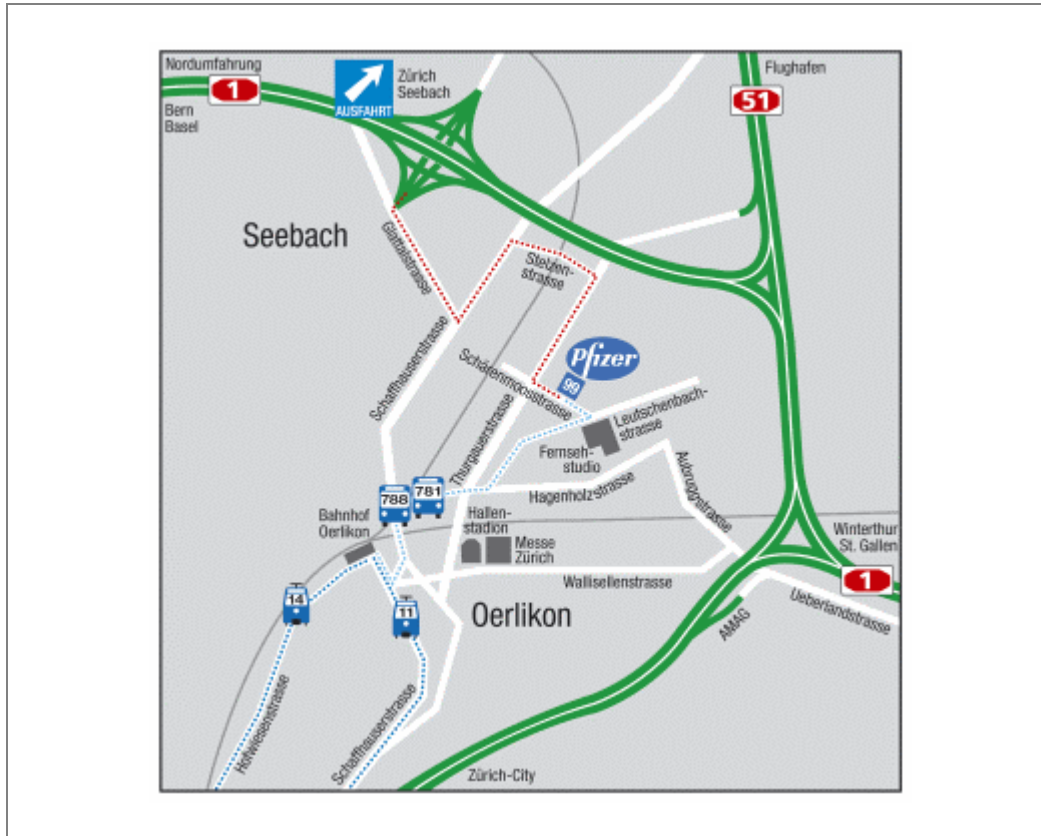 Nordumfahrung
1
Bern
Basel
AUSFAHRT
Zürich
Seebach
Flughafen
51
Seebach
Glattalstrasse
Stelzen-
strasse
Schaffhauserstrasse
Pfizer
99
Schärenmoosstrasse
Thurgauerstrasse
Leutschenbach-
strasse
Fernseh-
studio
Hagenholzstrasse
Aubruggstrasse
788
781
Bahnhof
Oerlikon
Hallen-
stadion
Messe
Zürich
Winterthur
St. Gallen
1
Wallisellenstrasse
Ueberlandstrasse
14
11
Oerlikon
AMAG
Hofwiesenstrasse
Schaffhauserstrasse
Zürich-City